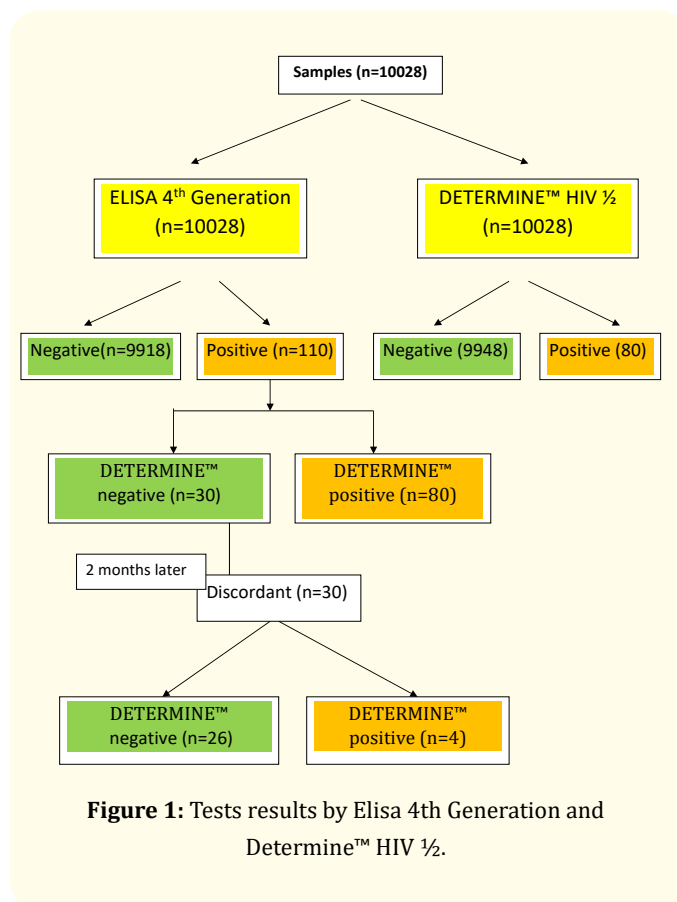 Samples (n=10028)
ELISA 4th Generation
(n=10028)
DETERMINE™ HIV ½
(n=10028)
Negative(n=9918)
Positive (n=110)
Negative (9948)
Positive (80)
DETERMINE™
negative (n=30)
DETERMINE™
positive (n=80)
2 months later
Discordant (n=30)
DETERMINE™
negative (n=26)
DETERMINE™
positive (n=4)
Figure 1: Tests results by Elisa 4th Generation and
Determine™ HIV ½.